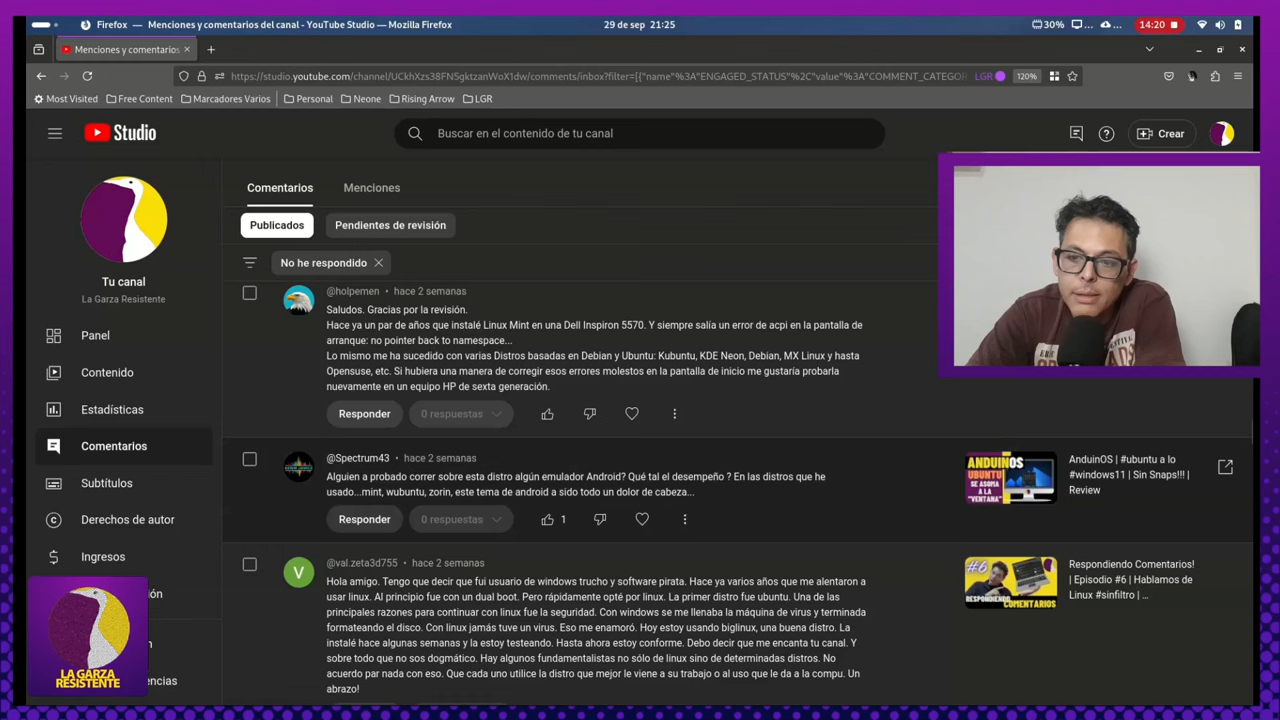 Firefox — Menciones y comentarios del canal - YouTube Studio — Mozilla Firefox
29 de sep 21:25
30%
14:20
Menciones y comentarios
https://studio.youtube.com/channel/UCkhXzs38FN5gktzanWoX1dw/comments/inbox?filter=[{"name"%3A"ENGAGED_STATUS"%2C"value"%3A"COMMENT_CATEGOR
LGR
120%
Most Visited
Free Content
Marcadores Varios
Personal
Neone
Rising Arrow
LGR
Studio
Buscar en el contenido de tu canal
Crear
Tu canal
La Garza Resistente
Panel
Contenido
Estadísticas
Comentarios
Subtítulos
Derechos de autor
Ingresos
LA GARZA
RESISTENTE
Comentarios
Menciones
Publicados
Pendientes de revisión
No he respondido
@holpemen • hace 2 semanas
Saludos. Gracias por la revisión.
Hace ya un par de años que instalé Linux Mint en una Dell Inspiron 5570. Y siempre salía un error de acpi en la pantalla de
arranque: no pointer back to namespace...
Lo mismo me ha sucedido con varias Distros basadas en Debian y Ubuntu: Kubuntu, KDE Neon, Debian, MX Linux y hasta
Opensuse, etc. Si hubiera una manera de corregir esos errores molestos en la pantalla de inicio me gustaría probarla
nuevamente en un equipo HP de sexta generación.
Responder
0 respuestas
@Spectrum43 • hace 2 semanas
Alguien a probado correr sobre esta distro algún emulador Android? Qué tal el desempeño ? En las distros que he
usado...mint, wubuntu, zorin, este tema de android a sido todo un dolor de cabeza...
Responder
0 respuestas
1
ANDUINOS
UBUNTU
SE ASOMA
A LA
"VENTANA"
AnduinOS | #ubuntu a lo
#windows11 | Sin Snaps!!! |
Review
@val.zeta3d755 • hace 2 semanas
V
Hola amigo. Tengo que decir que fui usuario de windows trucho y software pirata. Hace ya varios años que me alentaron a
usar linux. Al principio fue con un dual boot. Pero rápidamente opté por linux. La primer distro fue ubuntu. Una de las
principales razones para continuar con linux fue la seguridad. Con windows se me llenaba la máquina de virus y terminada
formateando el disco. Con linux jamás tuve un virus. Eso me enamoró. Hoy estoy usando biglinux, una buena distro. La
instalé hace algunas semanas y la estoy testeando. Hasta ahora estoy conforme. Debo decir que me encanta tu canal. Y
sobre todo que no sos dogmático. Hay algunos fundamentalistas no sólo de linux sino de determinadas distros. No
acuerdo par nada con eso. Que cada uno utilice la distro que mejor le viene a su trabajo o al uso que le da a la compu. Un
abrazo!
#6
RESPONDIENDO
COMENTARIOS
Respondiendo Comentarios!
| Episodio #6 | Hablamos de
Linux #sinfiltro | ...